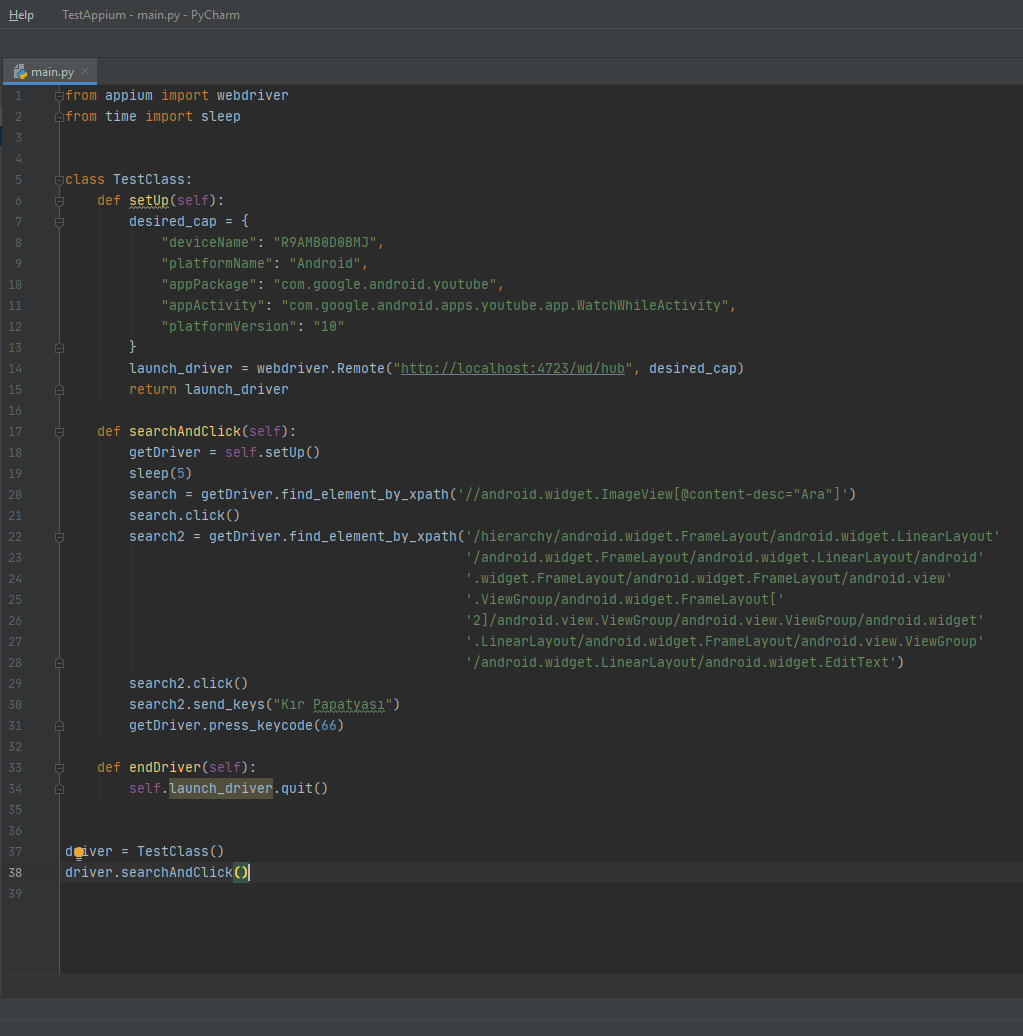 Help TestAppium - main.py - PyCharm
main.py
1 from appium import webdriver
2 from time import sleep
3
4
5 class TestClass:
6     def setUp(self):
7         desired_cap = {
8             "deviceName": "R9AMB0D0BMJ",
9             "platformName": "Android",
10             "appPackage": "com.google.android.youtube",
11             "appActivity": "com.google.android.apps.youtube.app.WatchWhileActivity",
12             "platformVersion": "10"
13         }
14         launch_driver = webdriver.Remote("http://localhost:4723/wd/hub", desired_cap)
15         return launch_driver
16
17     def searchAndClick(self):
18         getDriver = self.setUp()
19         sleep(5)
20         search = getDriver.find_element_by_xpath('//android.widget.ImageView[@content-desc="Ara"]')
21         search.click()
22         search2 = getDriver.find_element_by_xpath('/hierarchy/android.widget.FrameLayout/android.widget.LinearLayout'
23                                                   '/android.widget.FrameLayout/android.widget.LinearLayout/android'
24                                                   '.widget.FrameLayout/android.widget.FrameLayout/android.view'
25                                                   '.ViewGroup/android.widget.FrameLayout['
26                                                   '2]/android.view.ViewGroup/android.view.ViewGroup/android.widget'
27                                                   '.LinearLayout/android.widget.FrameLayout/android.view.ViewGroup'
28                                                   '/android.widget.LinearLayout/android.widget.EditText')
29         search2.click()
30         search2.send_keys("Kır Papatyası")
31         getDriver.press_keycode(66)
32
33     def endDriver(self):
34         self.launch_driver.quit()
35
36
37 driver = TestClass()
38 driver.searchAndClick()
39